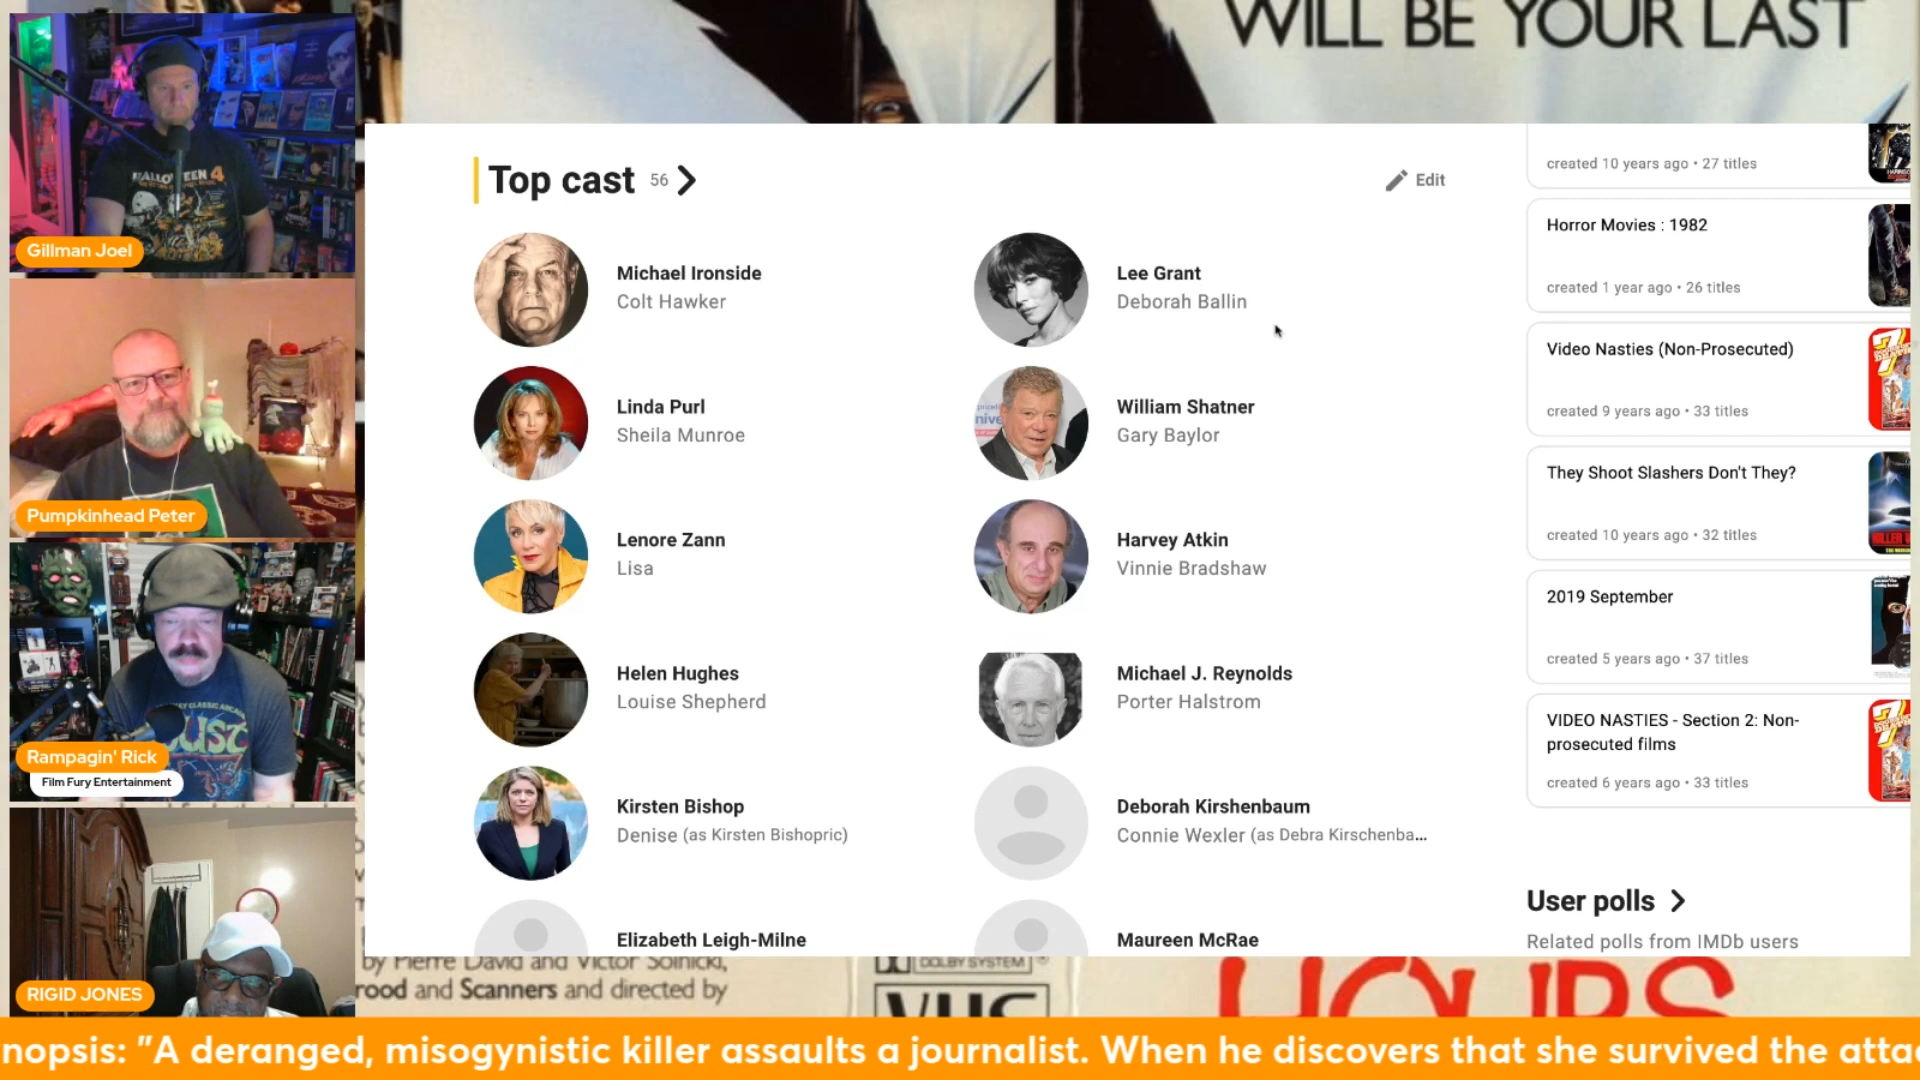 WILL BE YOUR LAST
HALLOWEEN 4
Gillman Joel
Pumpkinhead Peter
Rampagin' Rick
Film Fury Entertainment
RIGID JONES
Top cast 56
Edit
Michael Ironside
Colt Hawker
Lee Grant
Deborah Ballin
Linda Purl
Sheila Munroe
William Shatner
Gary Baylor
Lenore Zann
Lisa
Harvey Atkin
Vinnie Bradshaw
Helen Hughes
Louise Shepherd
Michael J. Reynolds
Porter Halstrom
Kirsten Bishop
Denise (as Kirsten Bishopric)
Deborah Kirshenbaum
Connie Wexler (as Debra Kirschenba...
Elizabeth Leigh-Milne
Maureen McRae
created 10 years ago • 27 titles
Horror Movies : 1982
created 1 year ago • 26 titles
Video Nasties (Non-Prosecuted)
created 9 years ago • 33 titles
They Shoot Slashers Don't They?
created 10 years ago • 32 titles
2019 September
created 5 years ago • 37 titles
VIDEO NASTIES - Section 2: Non-
prosecuted films
created 6 years ago • 33 titles
User polls
Related polls from IMDb users
by Pierre David and Victor Solnicki,
rood and Scanners and directed by
DOLBY SYSTEM
VHS
HOURS
nopsis: "A deranged, misogynistic killer assaults a journalist. When he discovers that she survived the atta